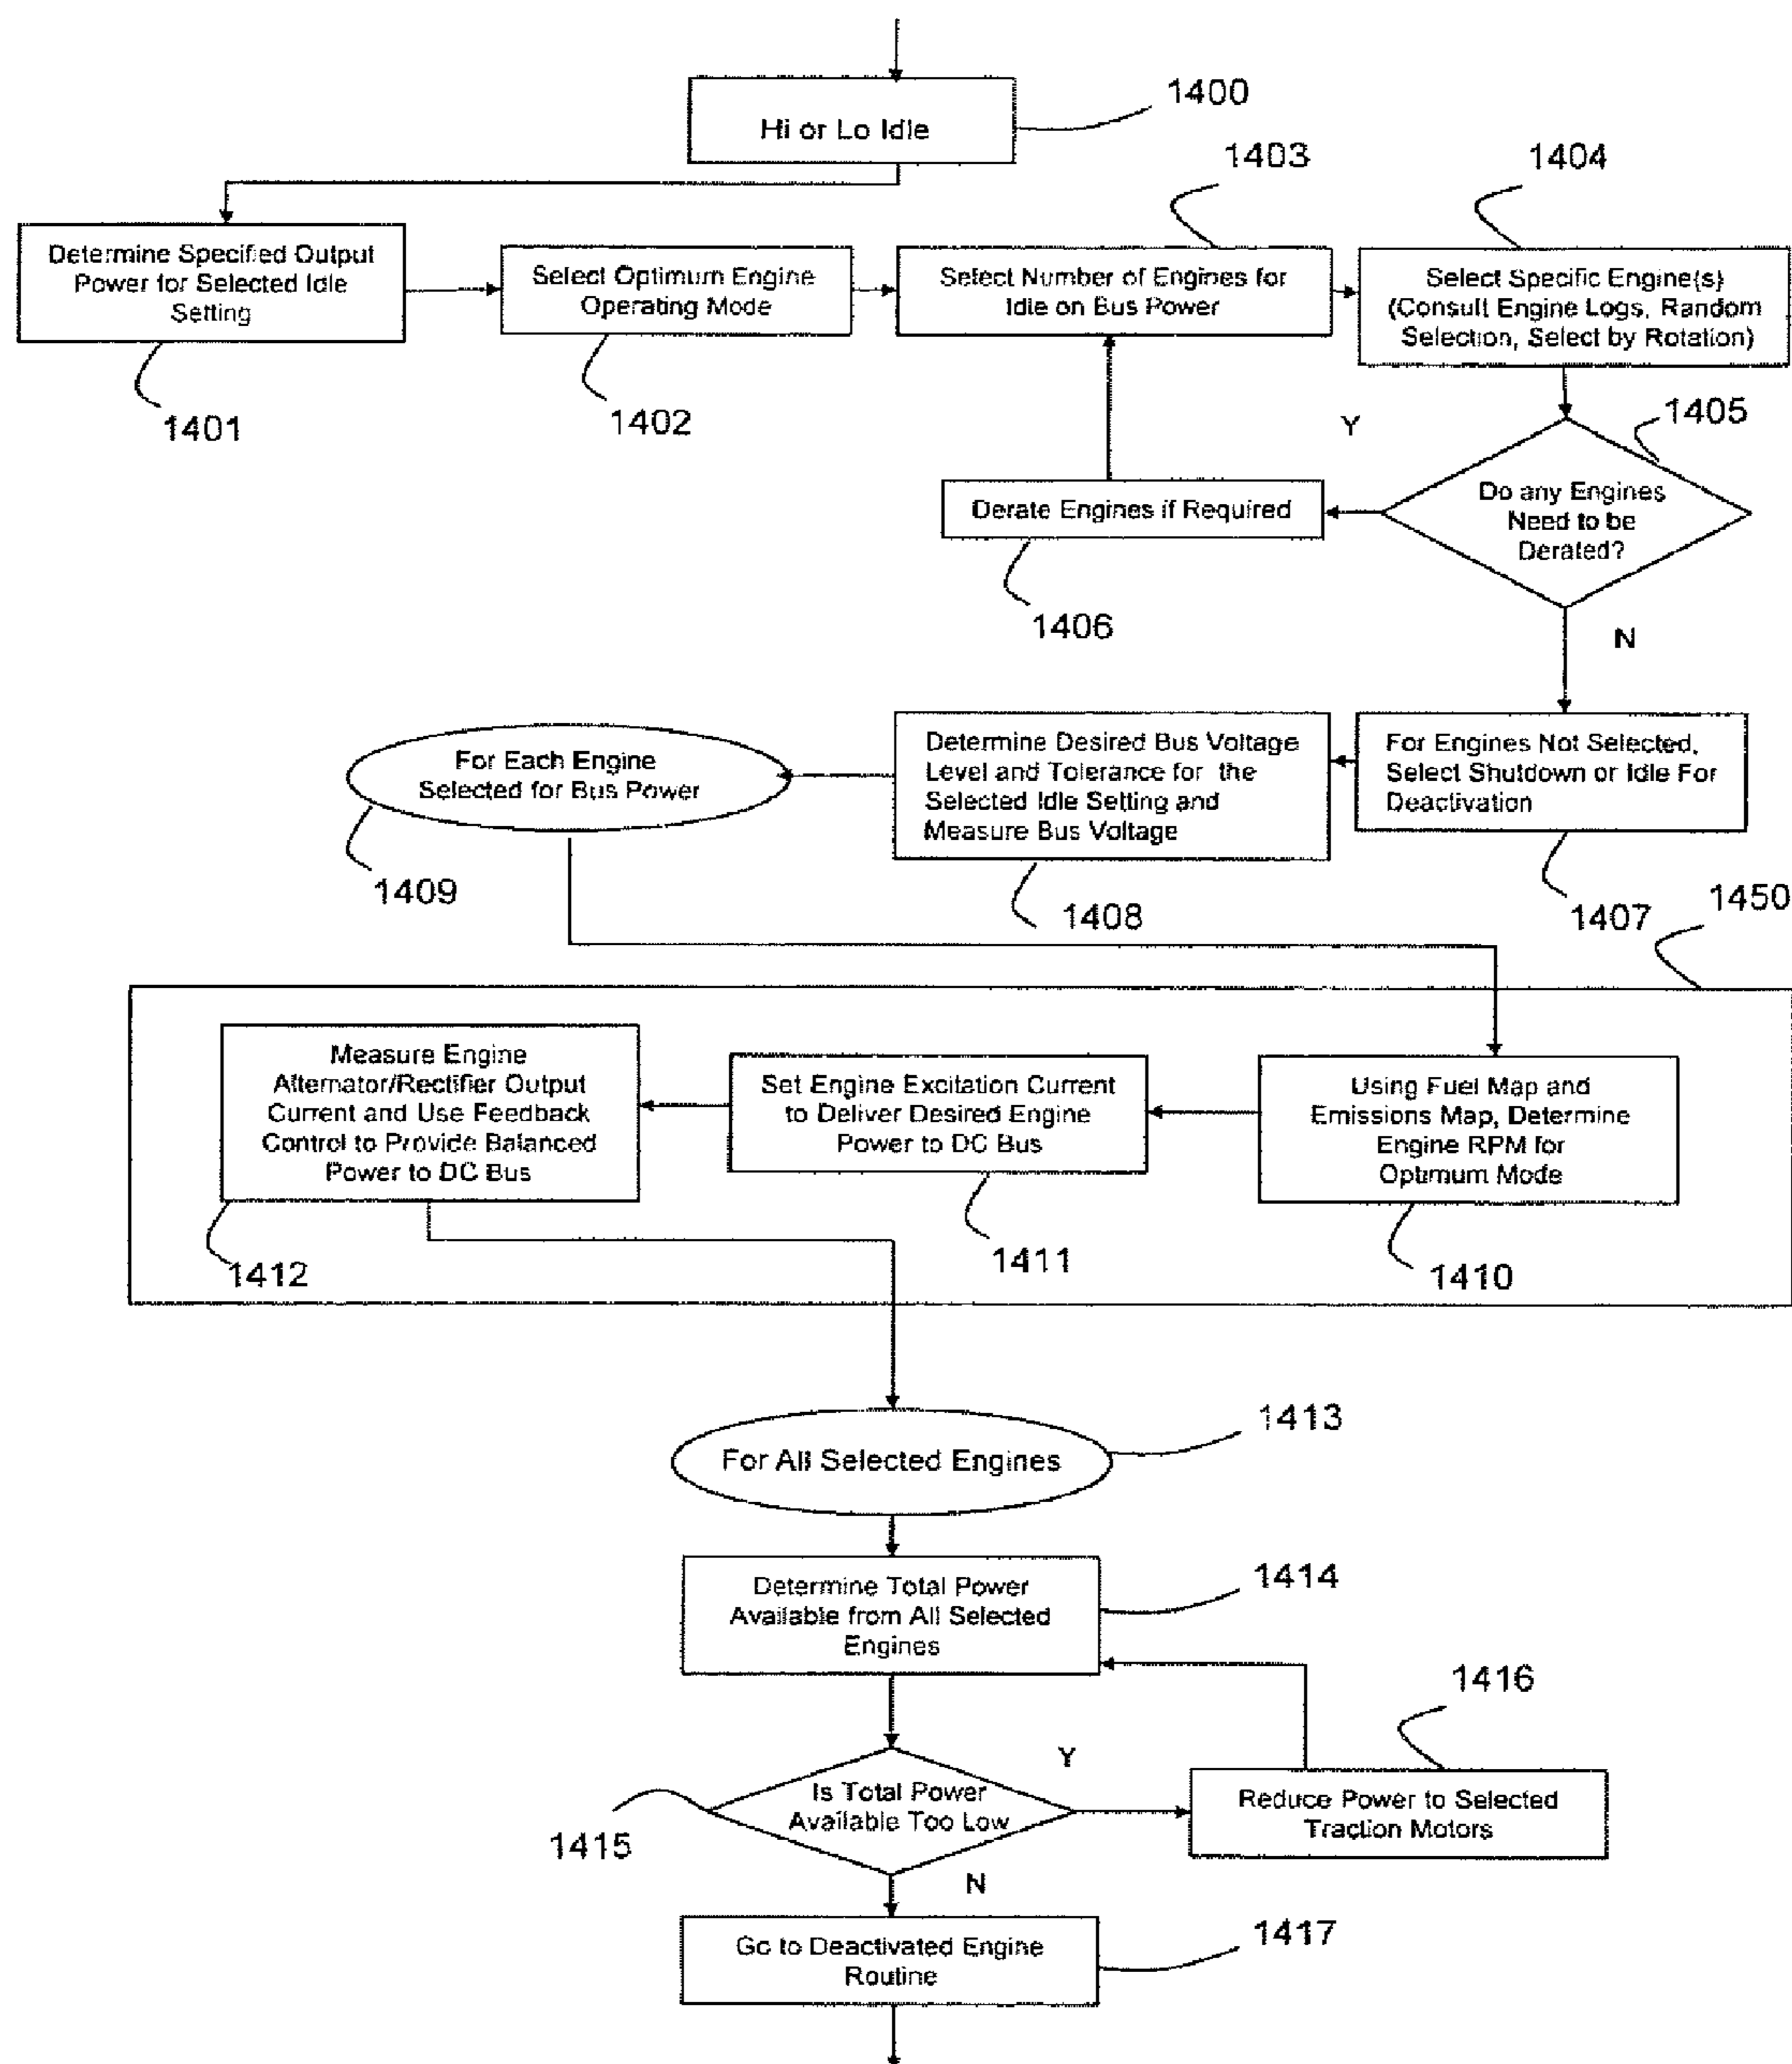 1400
Hi or Lo Idle
1403
1404
Determine Specified Output
Power for Selected Idle
Setting
Select Optimum Engine
Operating Mode
Select Number of Engines for
Idle on Bus Power
Select Specific Engine(s)
(Consult Engine Logs, Random
Selection, Select by Rotation)
1401
1402
Y
1405
Derate Engines if Required
Do any Engines
Need to be
Derated?
1406
N
For Each Engine
Selected for Bus Power
Determine Desired Bus Voltage
Level and Tolerance for the
Selected Idle Setting and
Measure Bus Voltage
For Engines Not Selected,
Select Shutdown or Idle For
Deactivation
1409
1408
1407
1450
Measure Engine
Alternator/Rectifier Output
Current and Use Feedback
Control to Provide Balanced
Power to DC Bus
Set Engine Excitation Current
to Deliver Desired Engine
Power to DC Bus
Using Fuel Map and
Emissions Map, Determine
Engine RPM for
Optimum Mode
1412
1411
1410
1413
For All Selected Engines
1414
Determine Total Power
Available from All Selected
Engines
1416
Y
Is Total Power
Available Too Low
Reduce Power to Selected
Traction Motors
1415
N
Go to Deactivated Engine
Routine
1417